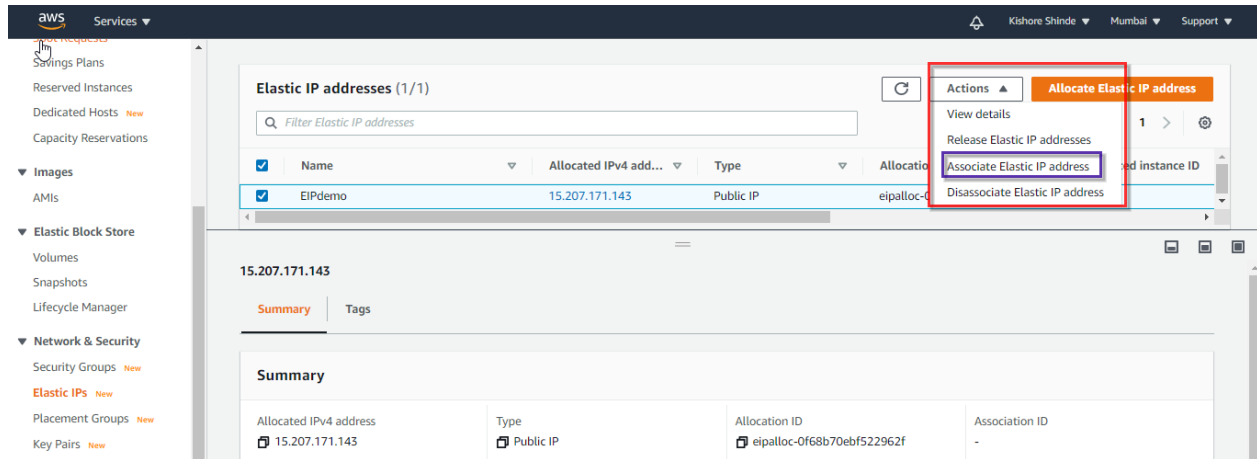 aws Services ▼ Kishore Shinde ▼ Mumbai ▼ Support ▼
Spot Requests
Savings Plans
Reserved Instances
Dedicated Hosts New
Capacity Reservations
▼ Images
AMIs
▼ Elastic Block Store
Volumes
Snapshots
Lifecycle Manager
▼ Network & Security
Security Groups New
Elastic IPs New
Placement Groups New
Key Pairs New
Elastic IP addresses (1/1)
Actions ▲ Allocate Elastic IP address
Filter Elastic IP addresses
1
View details
Release Elastic IP addresses
Associate Elastic IP address
Disassociate Elastic IP address
Name Allocated IPv4 add... Type Allocatio ed instance ID
EIPdemo 15.207.171.143 Public IP eipalloc-0
15.207.171.143
Summary Tags
Summary
Allocated IPv4 address Type Allocation ID Association ID
15.207.171.143 Public IP eipalloc-0f68b70ebf522962f -